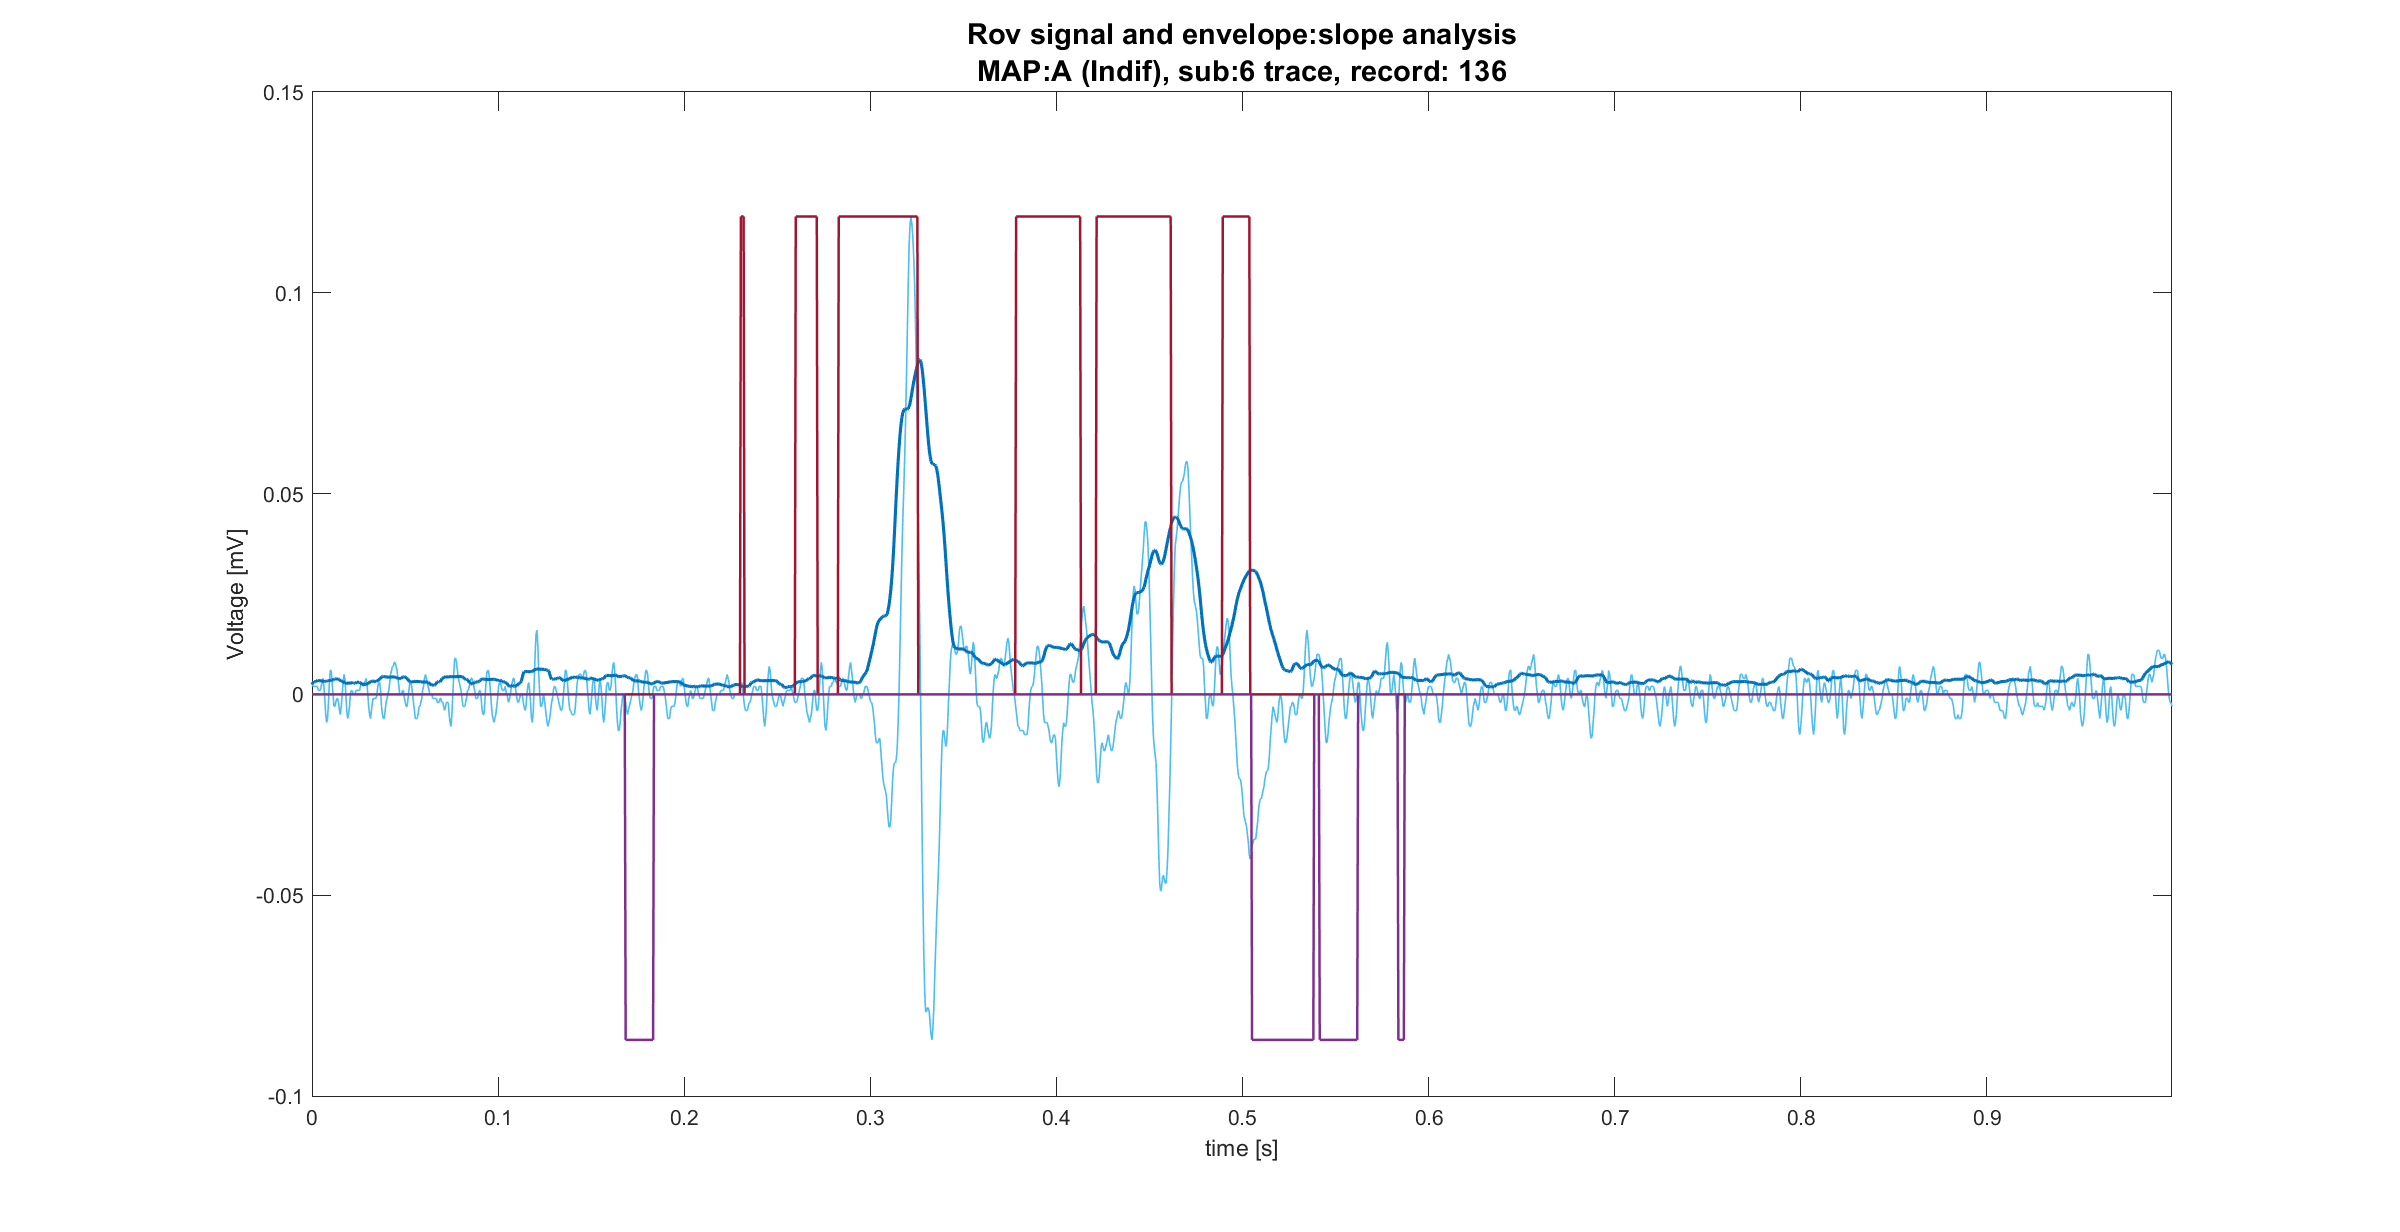 Rov signal and envelope:slope analysis
MAP:A (Indif), sub:6 trace, record: 136
0.15
0.1
0.05
0
-0.05
-0.1
Voltage [mV]
0 0.1 0.2 0.3 0.4 0.5 0.6 0.7 0.8 0.9
time [s]